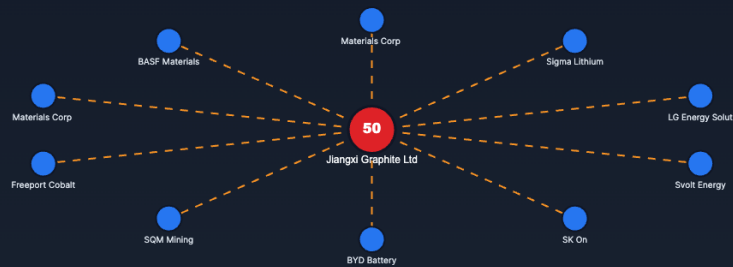 Materials Corp
BASF Materials
Sigma Lithium
Materials Corp
LG Energy Solut
50
Jiangxi Graphite Ltd
Freeport Cobalt
Svolt Energy
SQM Mining
SK On
BYD Battery